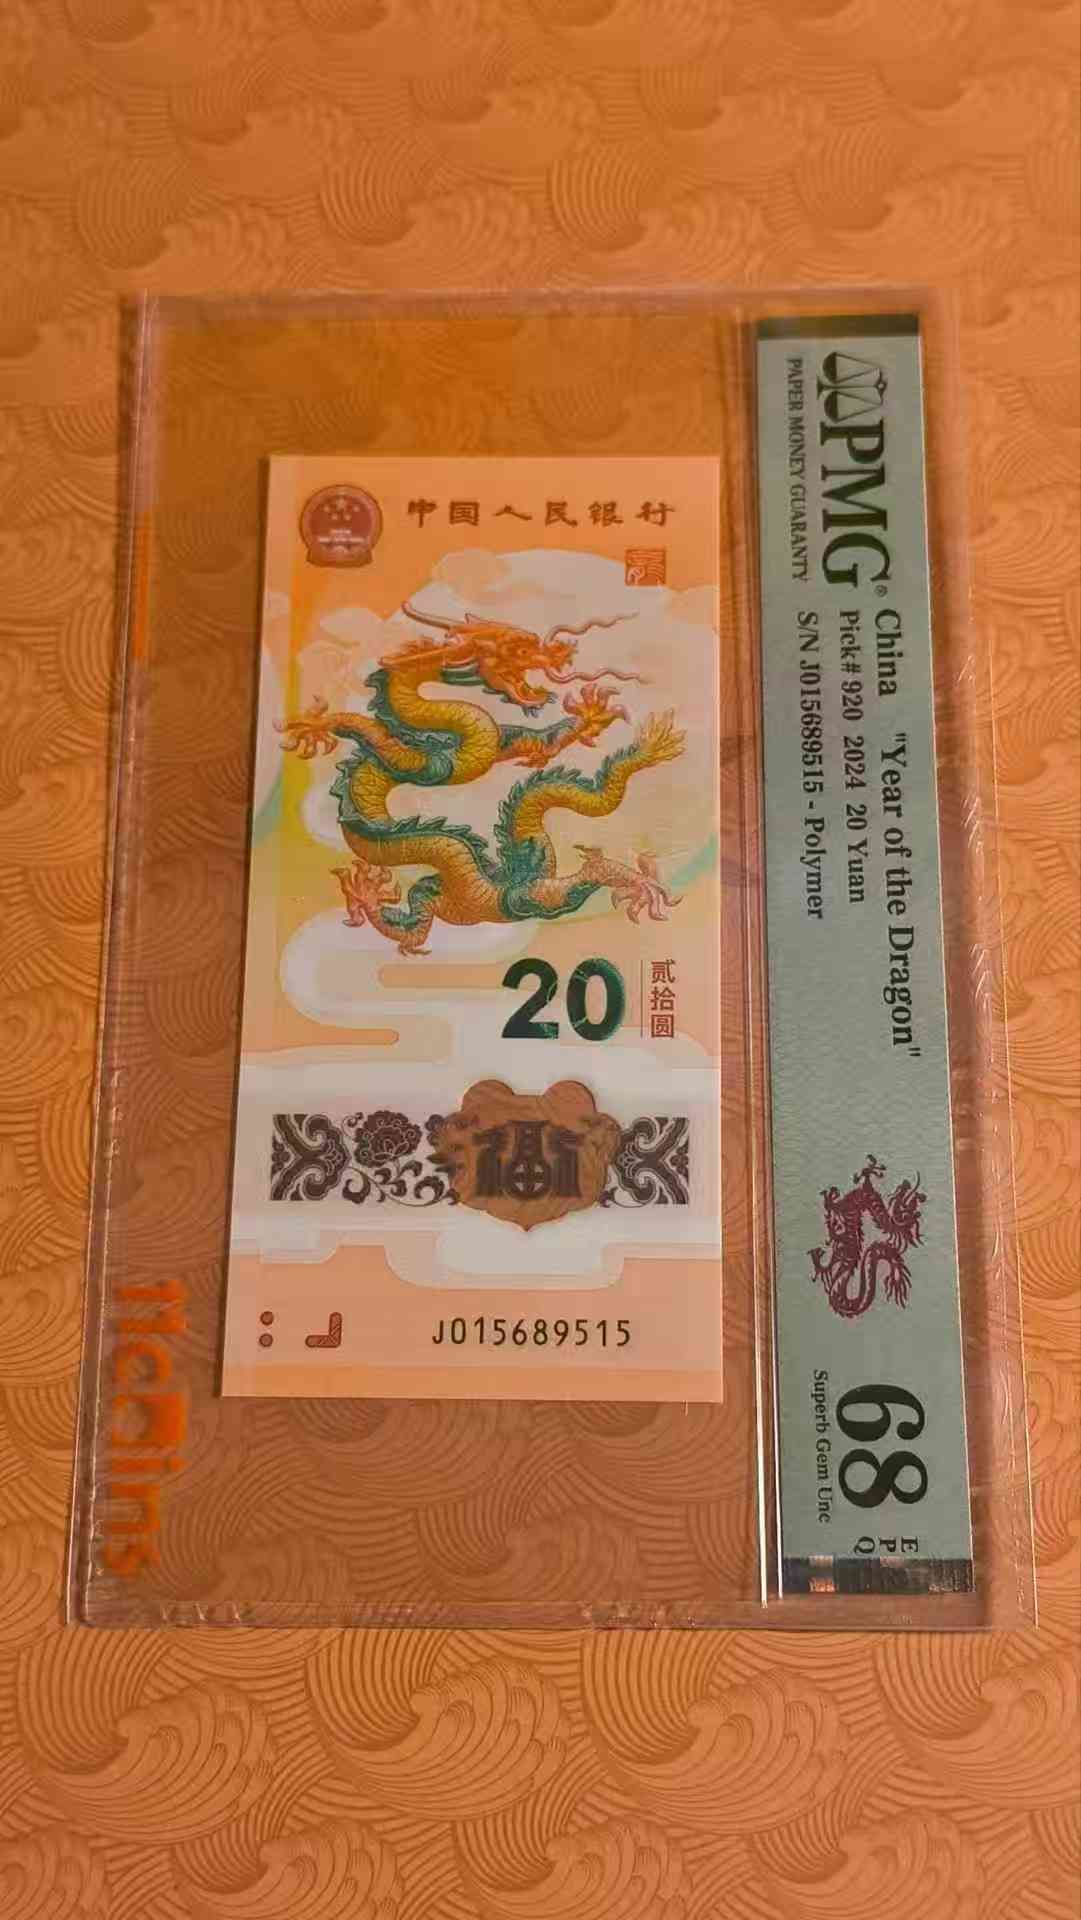 中国人民银行
20
贰拾圆
福
J015689515
PMG®
PAPER MONEY GUARANTY
China "Year of the Dragon"
Pick# 920 2024 20 Yuan
S/N J015689515 - Polymer
68
EPQ
Superb Gem Unc